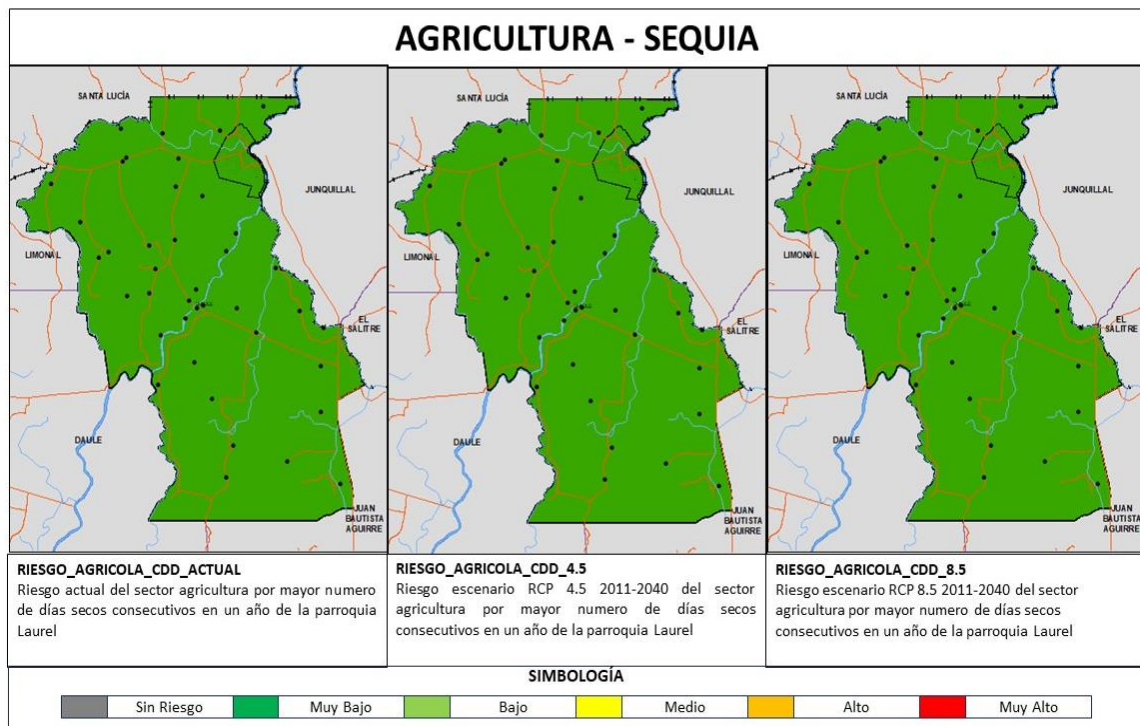 AGRICULTURA - SEQUIA
SANTA LUCÍA
JUNQUILLAL
LIMONAL
EL
SALITRE
DAULE
JUAN
BAUTISTA
AGUIRRE
SANTA LUCÍA
JUNQUILLAL
LIMONAL
EL
SALITRE
DAULE
JUAN
BAUTISTA
AGUIRRE
SANTA LUCÍA
JUNQUILLAL
LIMONAL
EL
SALITRE
DAULE
JUAN
BAUTISTA
AGUIRRE
RIESGO_AGRICOLA_CDD_ACTUAL
Riesgo actual del sector agricultura por mayor numero
de días secos consecutivos en un año de la parroquia
Laurel
RIESGO_AGRICOLA_CDD_4.5
Riesgo escenario RCP 4.5 2011-2040 del sector
agricultura por mayor numero de días secos
consecutivos en un año de la parroquia Laurel
RIESGO_AGRICOLA_CDD_8.5
Riesgo escenario RCP 8.5 2011-2040 del sector
agricultura por mayor numero de días secos
consecutivos en un año de la parroquia Laurel
SIMBOLOGÍA
Sin Riesgo Muy Bajo Bajo Medio Alto Muy Alto